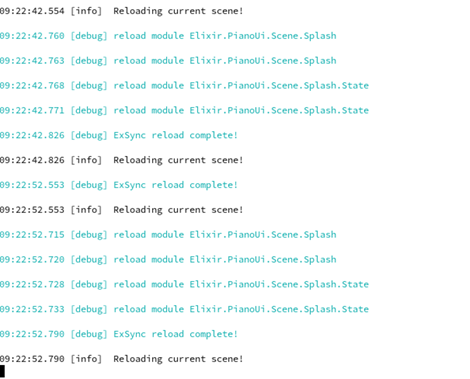 09:22:42.554 [info]  Reloading current scene!
09:22:42.760 [debug] reload module Elixir.PianoUi.Scene.Splash
09:22:42.763 [debug] reload module Elixir.PianoUi.Scene.Splash
09:22:42.768 [debug] reload module Elixir.PianoUi.Scene.Splash.State
09:22:42.771 [debug] reload module Elixir.PianoUi.Scene.Splash.State
09:22:42.826 [debug] ExSync reload complete!
09:22:42.826 [info]  Reloading current scene!
09:22:52.553 [debug] ExSync reload complete!
09:22:52.553 [info]  Reloading current scene!
09:22:52.715 [debug] reload module Elixir.PianoUi.Scene.Splash
09:22:52.720 [debug] reload module Elixir.PianoUi.Scene.Splash
09:22:52.728 [debug] reload module Elixir.PianoUi.Scene.Splash.State
09:22:52.733 [debug] reload module Elixir.PianoUi.Scene.Splash.State
09:22:52.790 [debug] ExSync reload complete!
09:22:52.790 [info]  Reloading current scene!